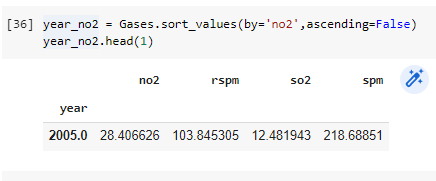 [36] year_no2 = Gases.sort_values(by='no2',ascending=False)
year_no2.head(1)
no2 rspm so2 spm
year
2005.0 28.406626 103.845305 12.481943 218.68851